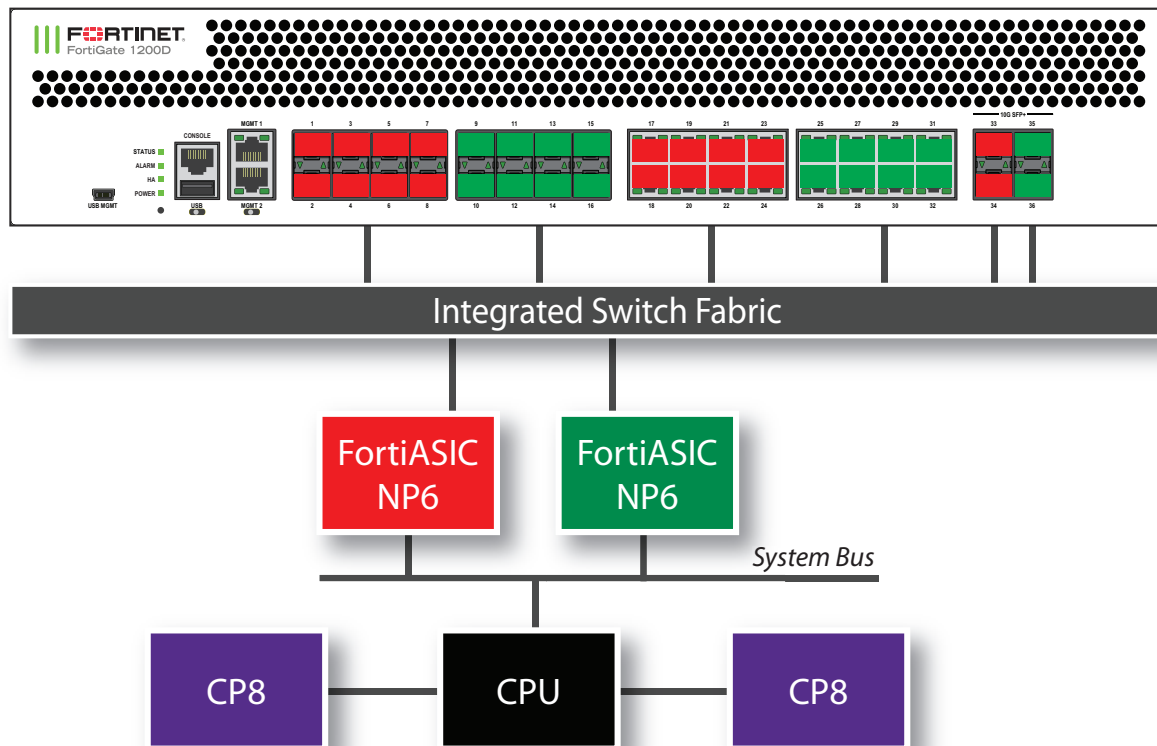 FORTINET
FortiGate 1200D
10G SFP+
MGMT 1
1 3 5 7 9 11 13 15 17 19 21 23 25 27 29 31 33 35
CONSOLE
STATUS
ALARM
HA
POWER
USB MGMT
USB
MGMT 2
2 4 6 8 10 12 14 16 18 20 22 24 26 28 30 32 34 36
Integrated Switch Fabric
FortiASIC
NP6
FortiASIC
NP6
System Bus
CP8
CPU
CP8